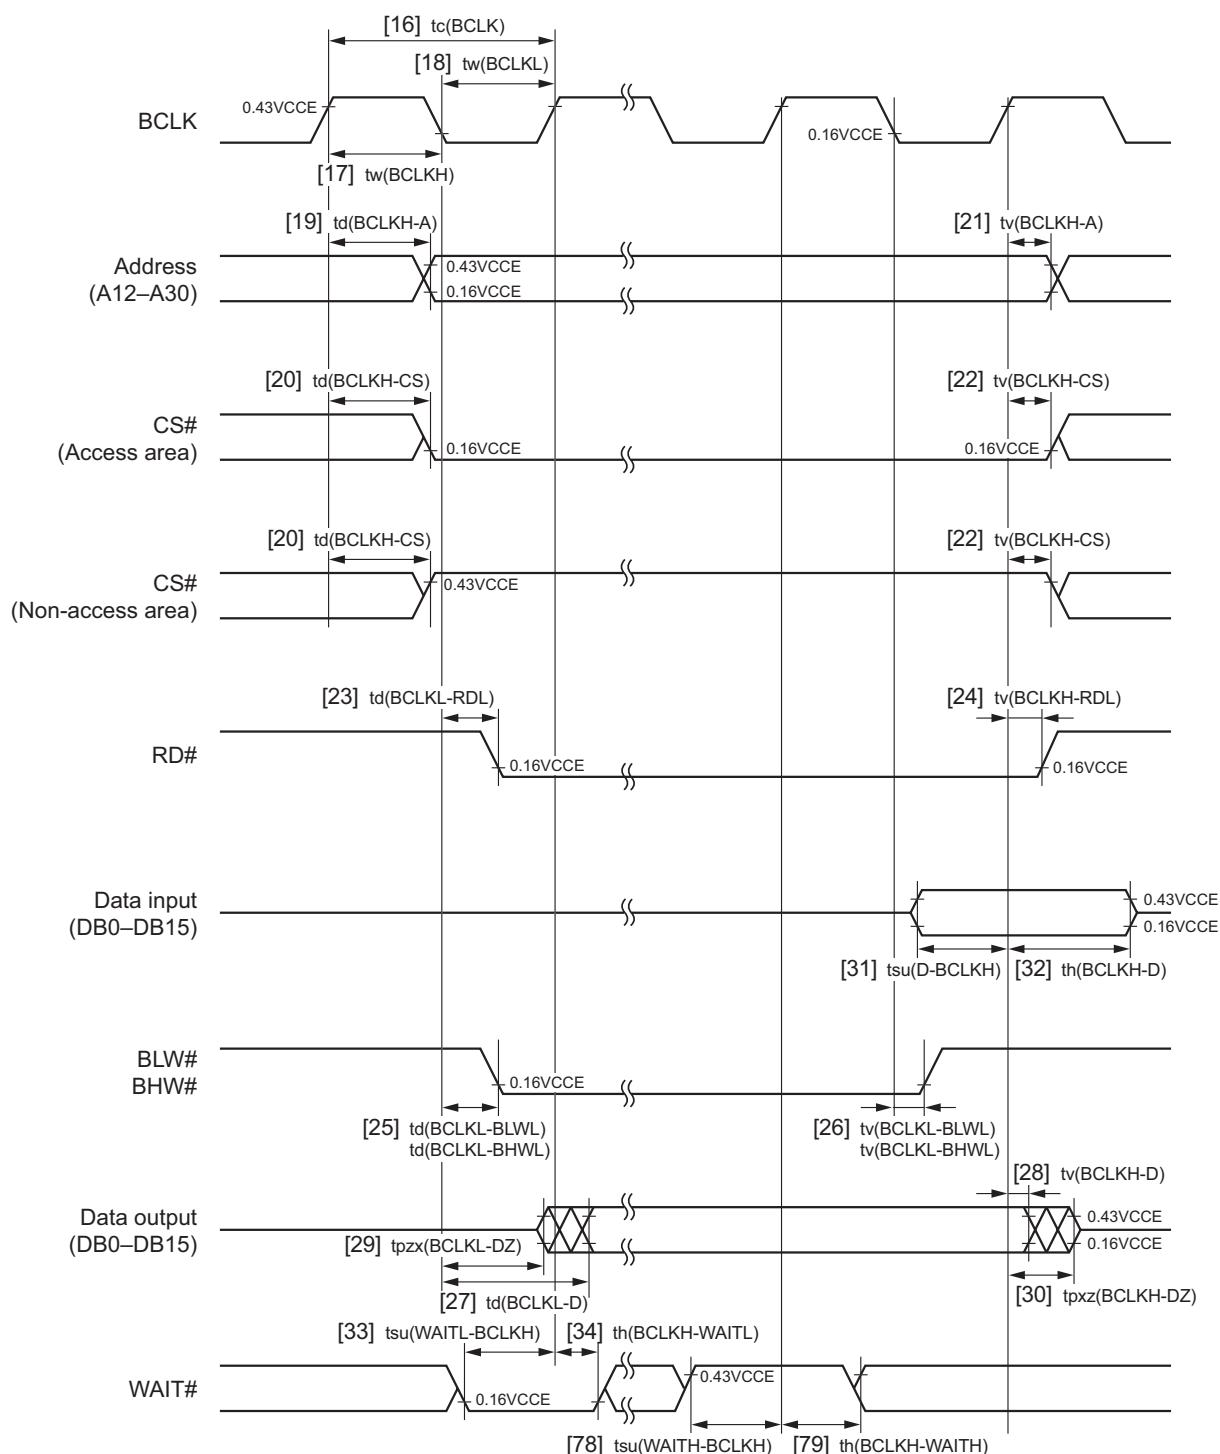 [16] tc(BCLK)
[18] tw(BCLKL)
0.43VCCE
BCLK
0.16VCCE
[17] tw(BCLKH)
[19] td(BCLKH-A)
[21] tv(BCLKH-A)
Address
(A12–A30)
0.43VCCE
0.16VCCE
[20] td(BCLKH-CS)
[22] tv(BCLKH-CS)
CS#
(Access area)
0.16VCCE
0.16VCCE
[20] td(BCLKH-CS)
[22] tv(BCLKH-CS)
CS#
(Non-access area)
0.43VCCE
[23] td(BCLKL-RDL)
[24] tv(BCLKH-RDL)
RD#
0.16VCCE
0.16VCCE
Data input
(DB0–DB15)
0.43VCCE
0.16VCCE
[31] tsu(D-BCLKH)
[32] th(BCLKH-D)
BLW#
BHW#
0.16VCCE
[25] td(BCLKL-BLWL)
td(BCLKL-BHWL)
[26] tv(BCLKL-BLWL)
tv(BCLKL-BHWL)
[28] tv(BCLKH-D)
Data output
(DB0–DB15)
0.43VCCE
0.16VCCE
[29] tpzx(BCLKL-DZ)
[27] td(BCLKL-D)
[30] tpxz(BCLKH-DZ)
[33] tsu(WAITL-BCLKH)
[34] th(BCLKH-WAITL)
WAIT#
0.16VCCE
0.43VCCE
[78] tsu(WAITH-BCLKH)
[79] th(BCLKH-WAITH)